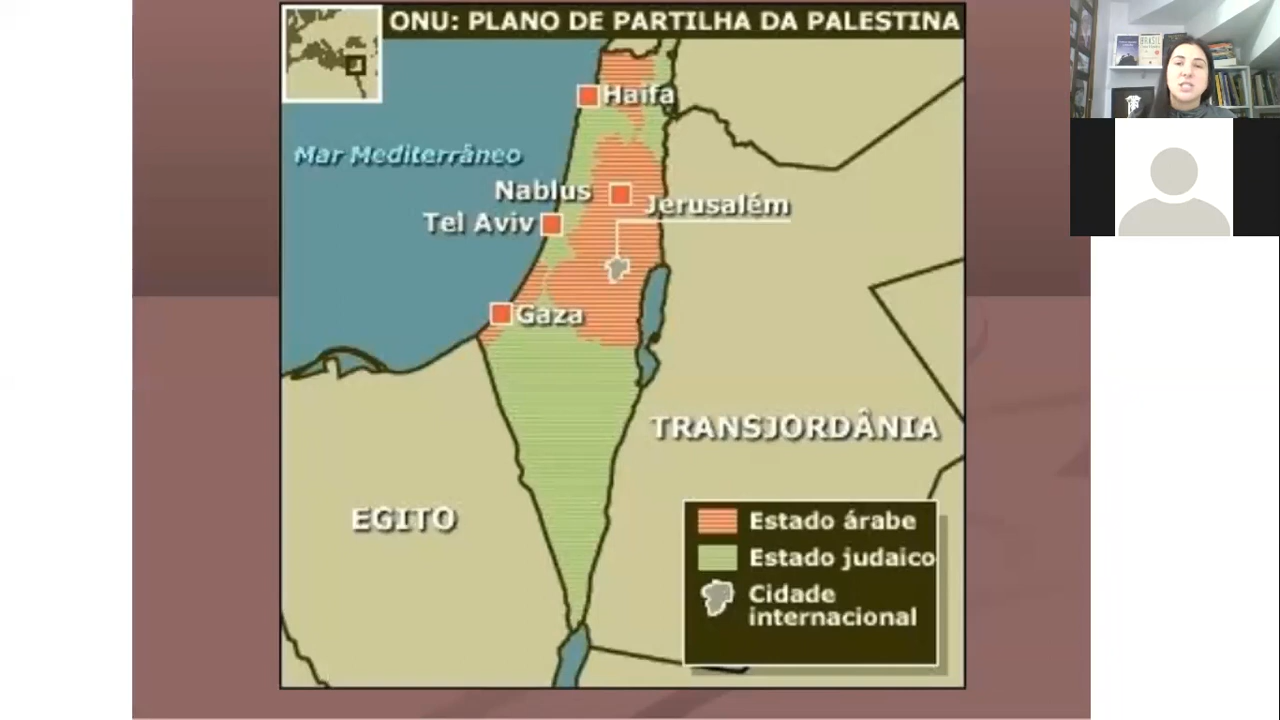 ONU: PLANO DE PARTILHA DA PALESTINA
Haifa
Mar Mediterrâneo
Nablus
Jerusalém
Tel Aviv
Gaza
TRANSJORDÂNIA
EGITO
Estado árabe
Estado judaico
Cidade
internacional